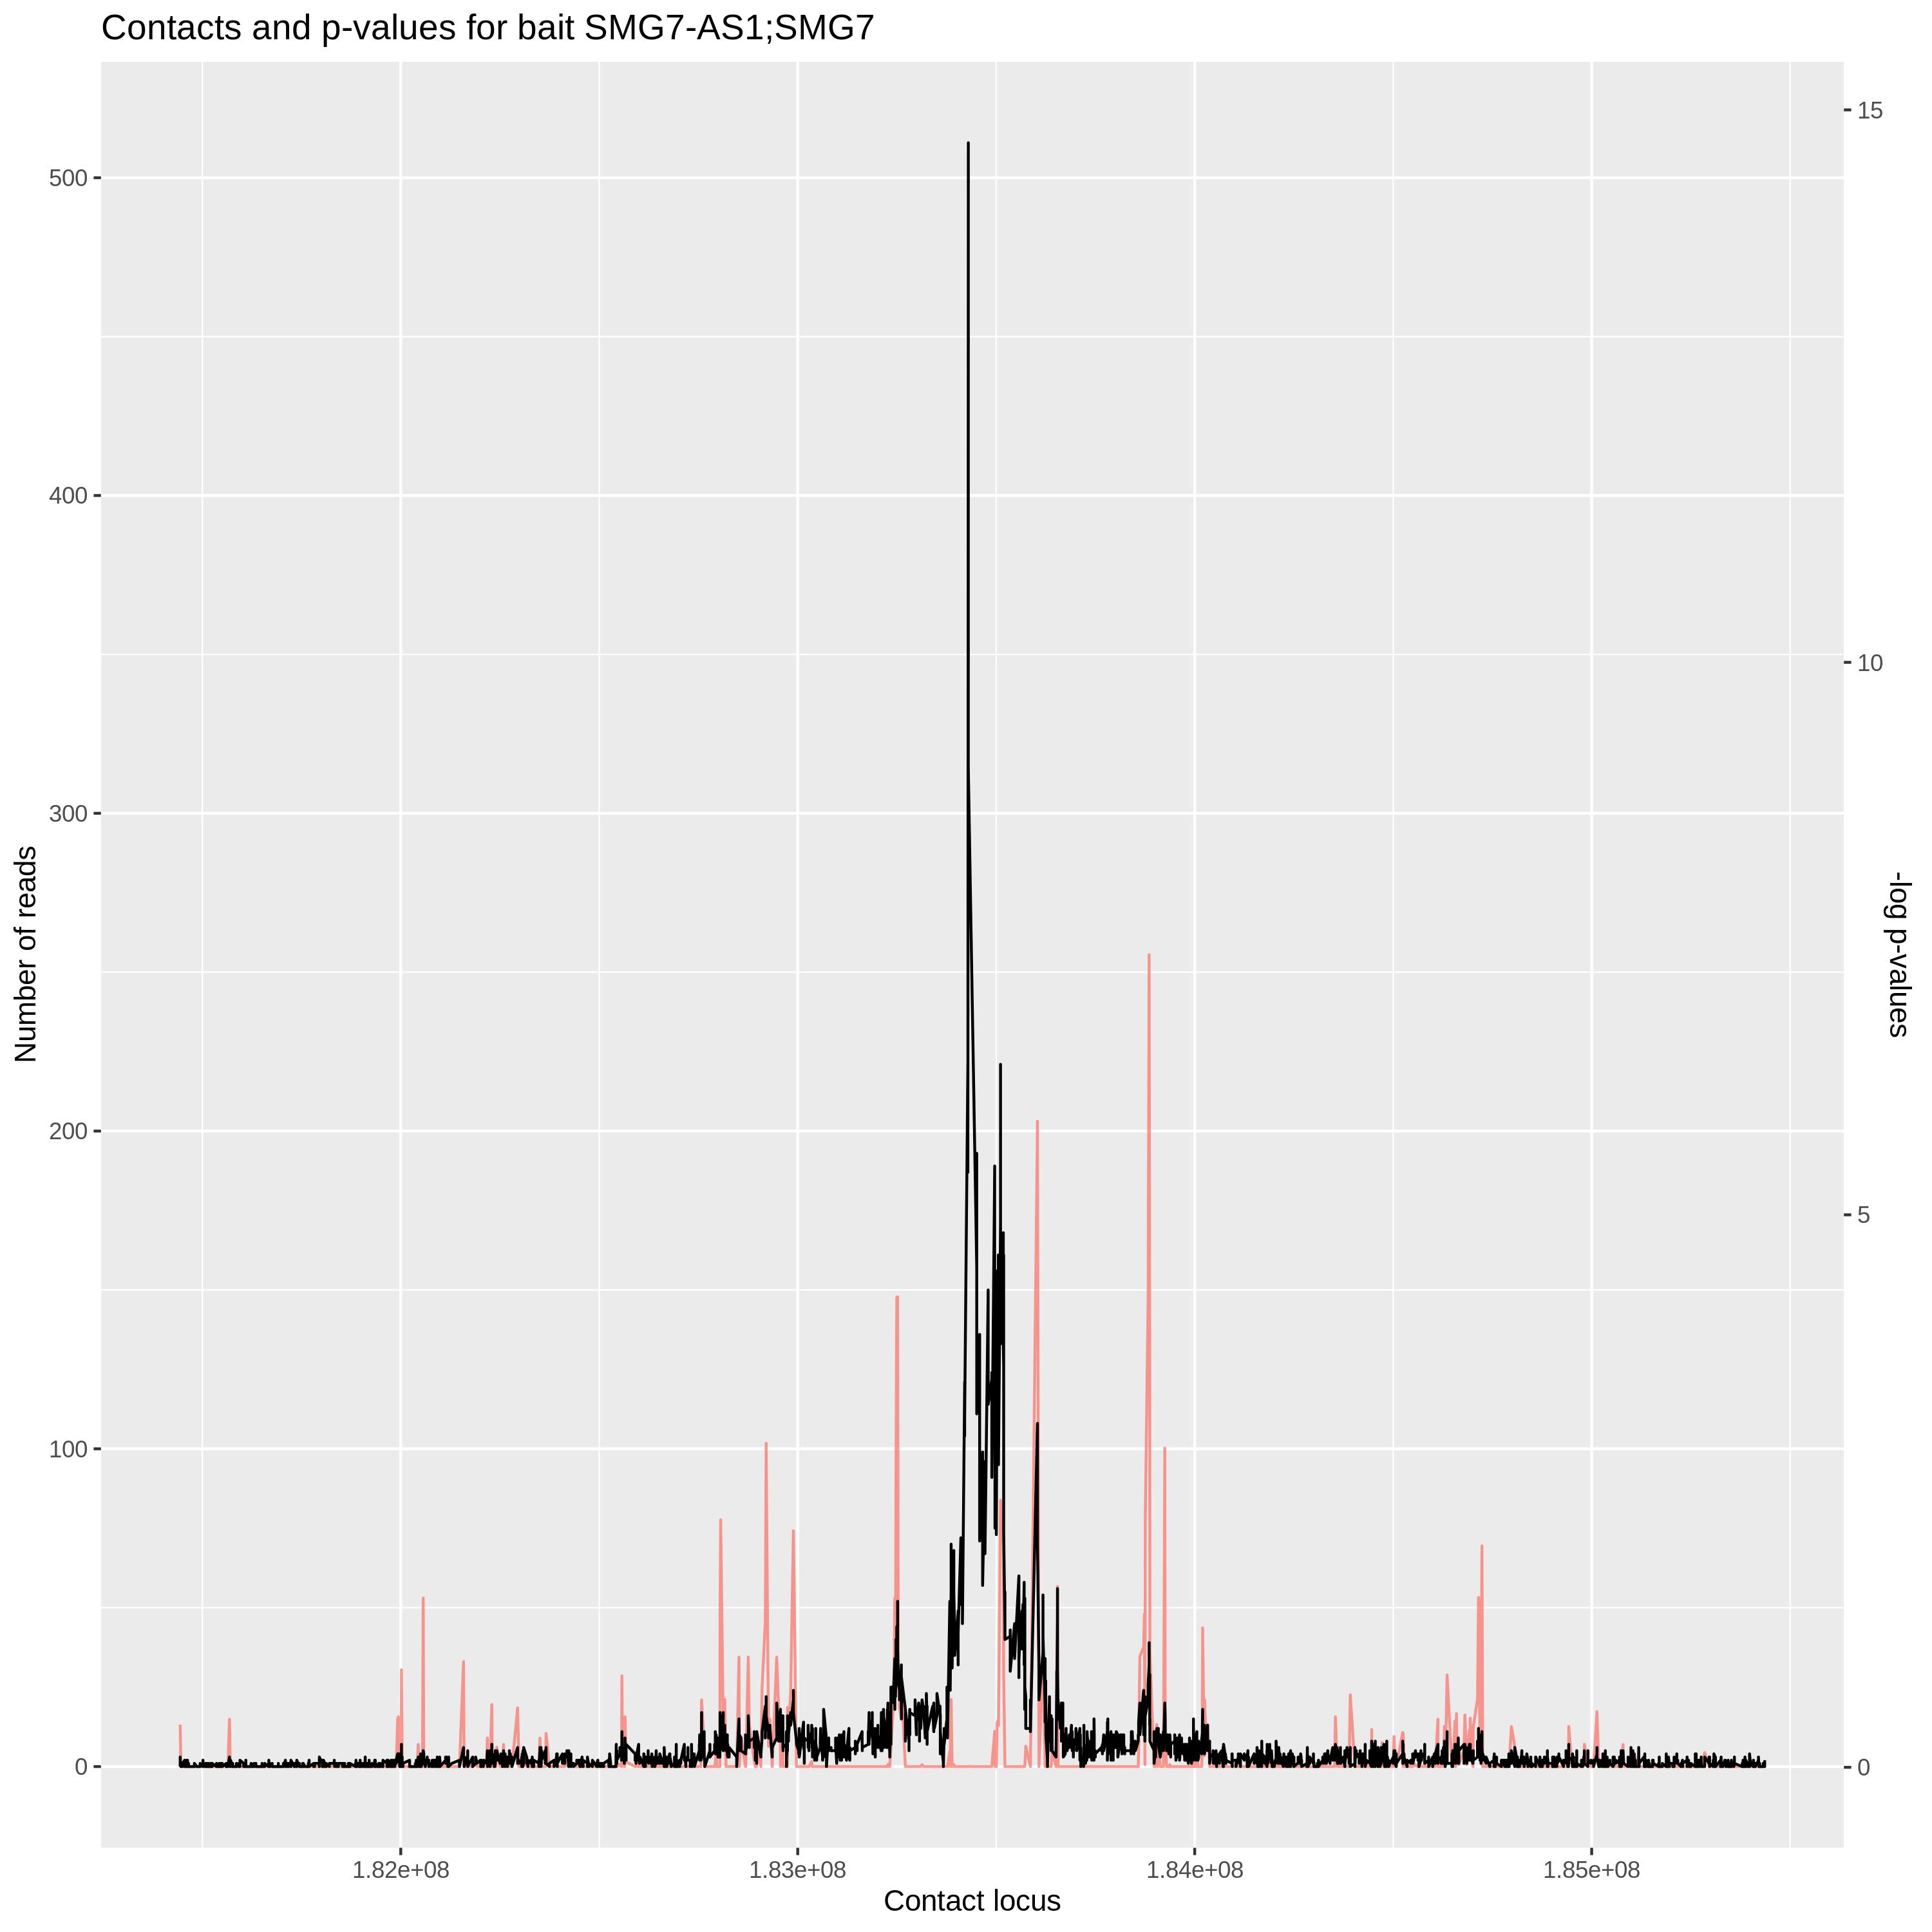 Contacts and p-values for bait SMG7-AS1;SMG7
Number of reads
500
400
300
200
100
0
15
10
5
0
-log p-values
1.82e+08 1.83e+08 1.84e+08 1.85e+08
Contact locus